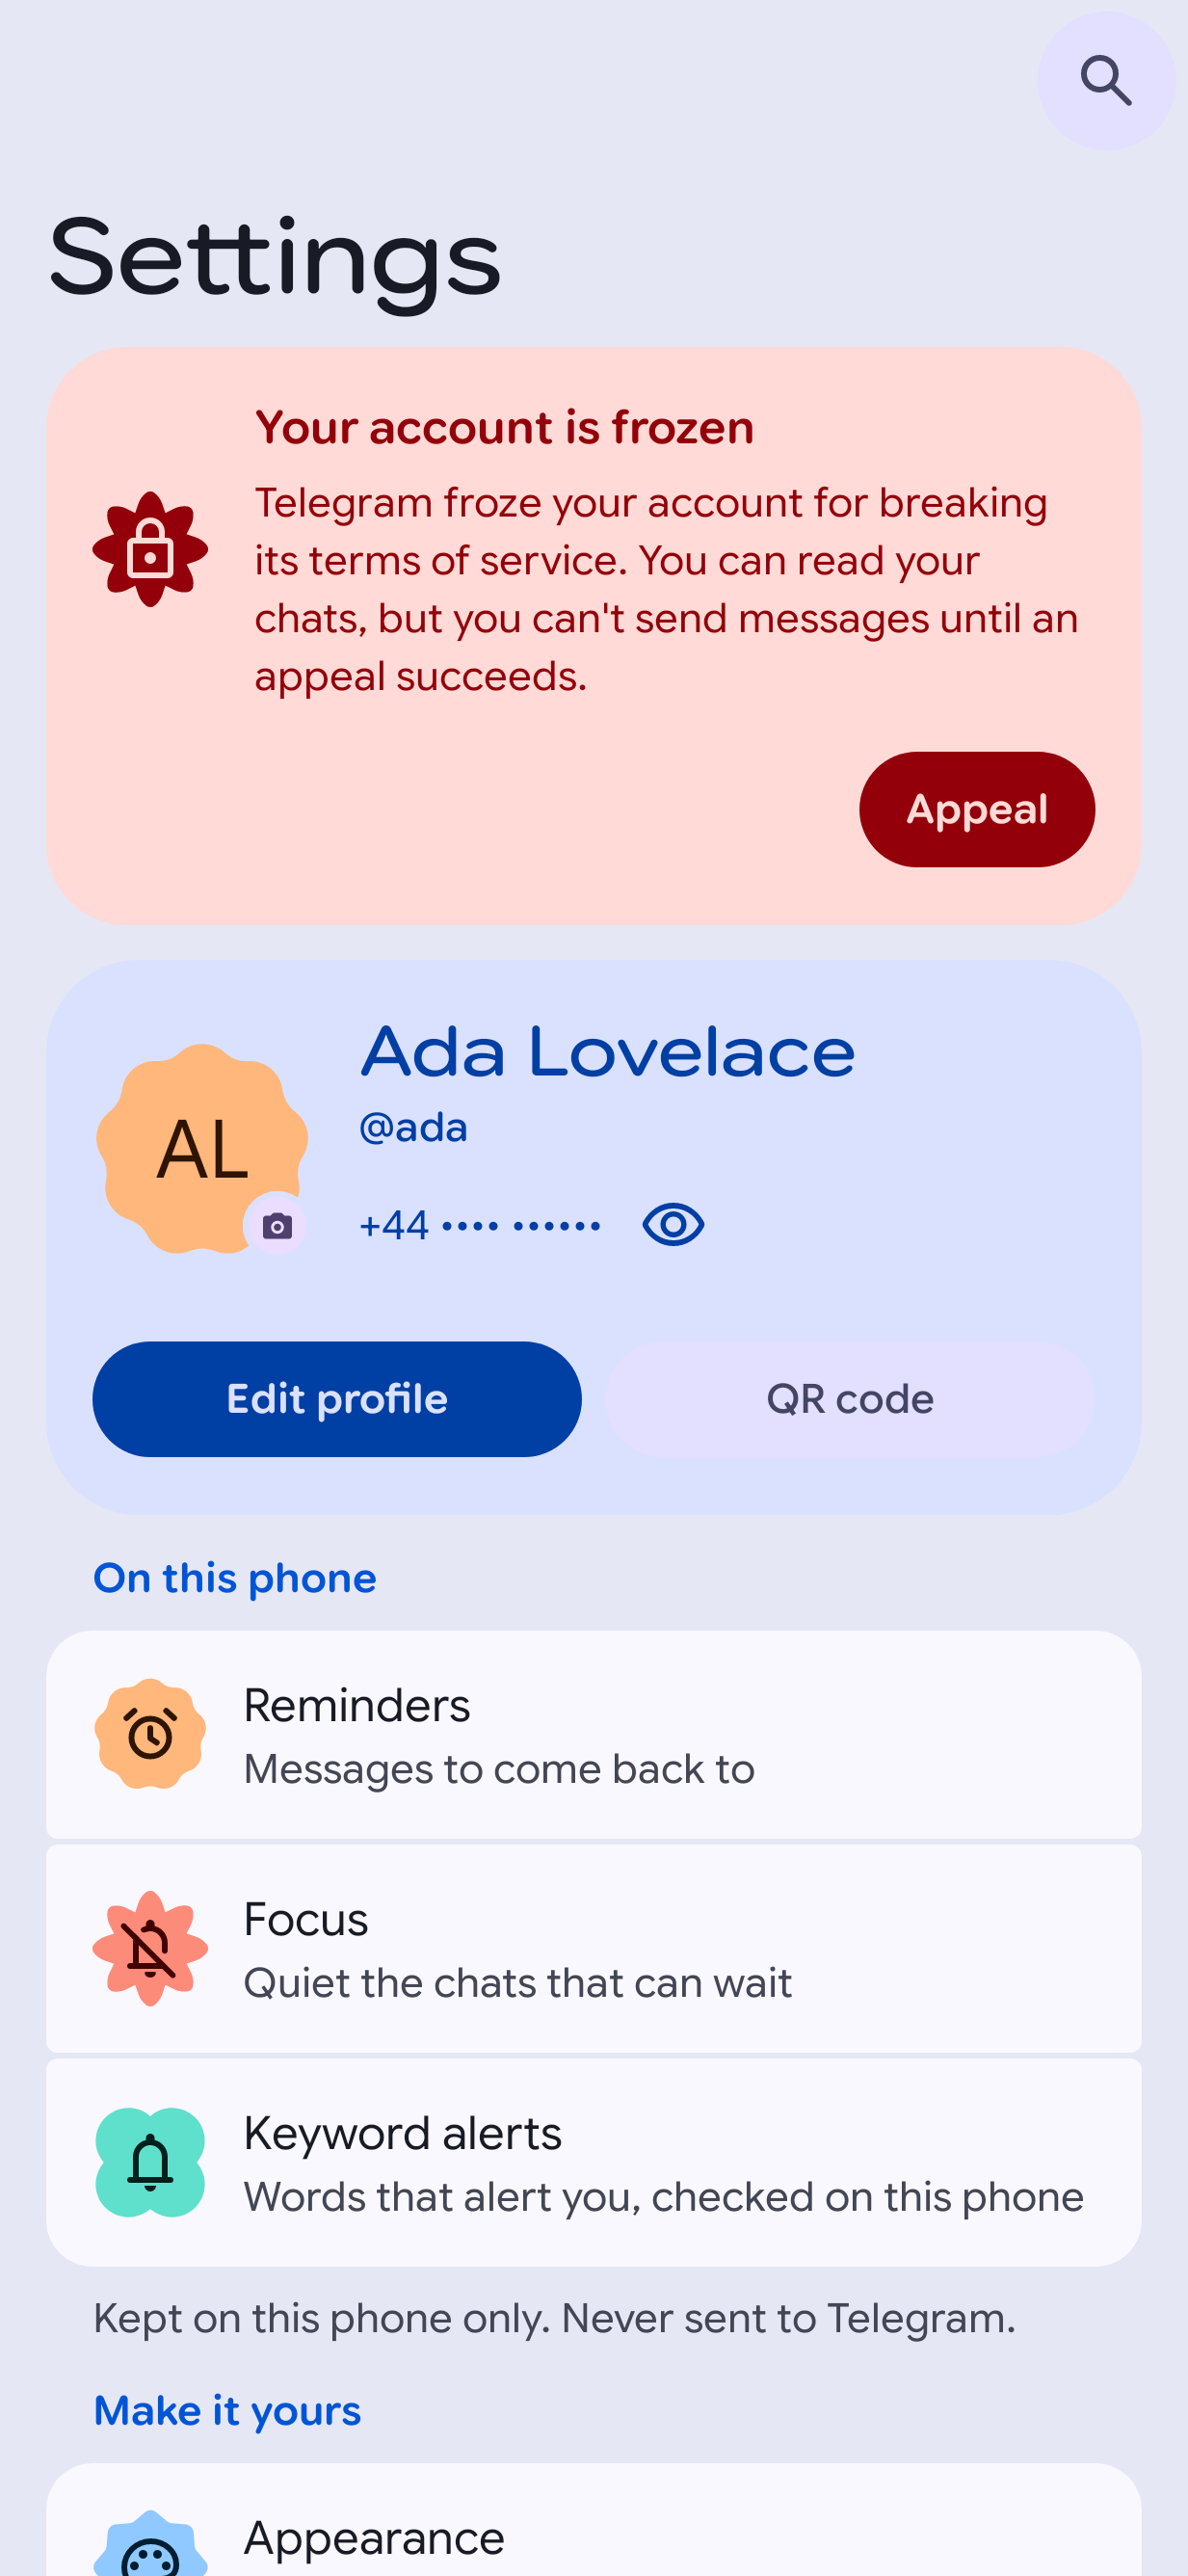 Settings
Your account is frozen
Telegram froze your account for breaking
its terms of service. You can read your
chats, but you can't send messages until an
appeal succeeds.
Appeal
Ada Lovelace
@ada
AL
+44 •••• ••••••
Edit profile
QR code
On this phone
Reminders
Messages to come back to
Focus
Quiet the chats that can wait
Keyword alerts
Words that alert you, checked on this phone
Kept on this phone only. Never sent to Telegram.
Make it yours
Appearance